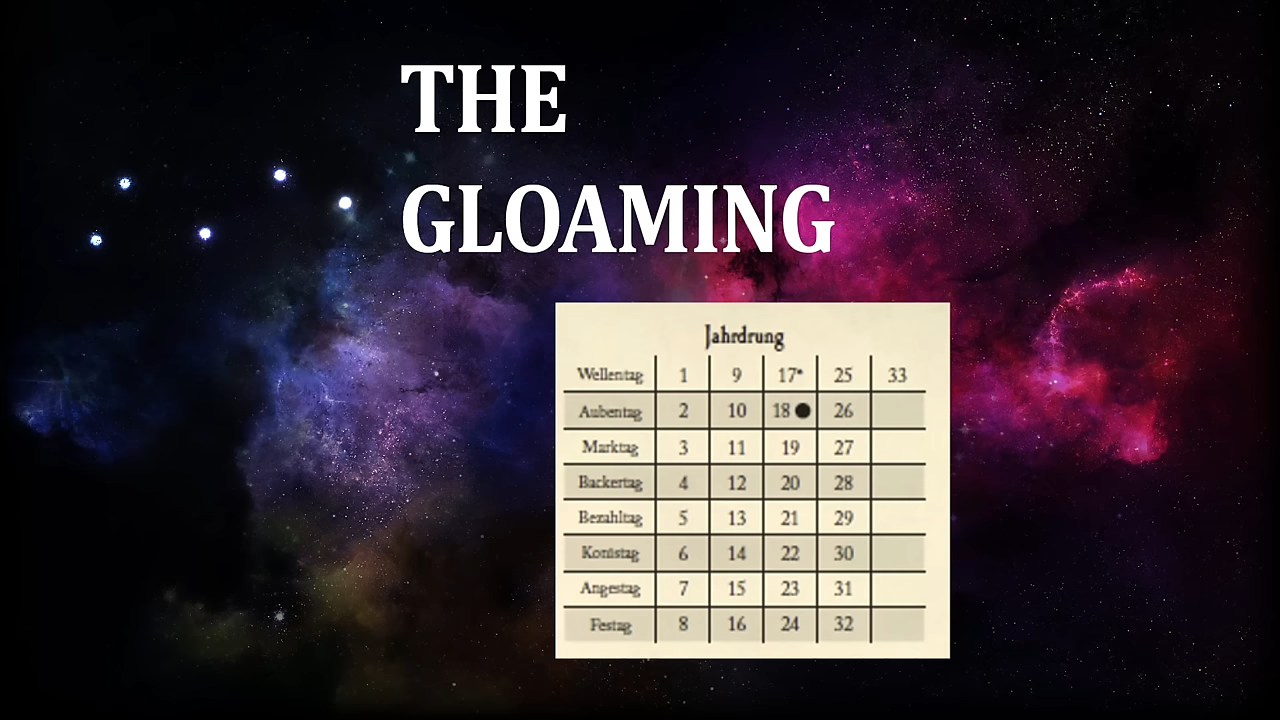 THE
GLOAMING
Jahrdrung
Wellentag 1 9 17* 25 33
Aubentag 2 10 18 ● 26
Marktag 3 11 19 27
Backertag 4 12 20 28
Bezahltag 5 13 21 29
Konistag 6 14 22 30
Angestag 7 15 23 31
Festag 8 16 24 32